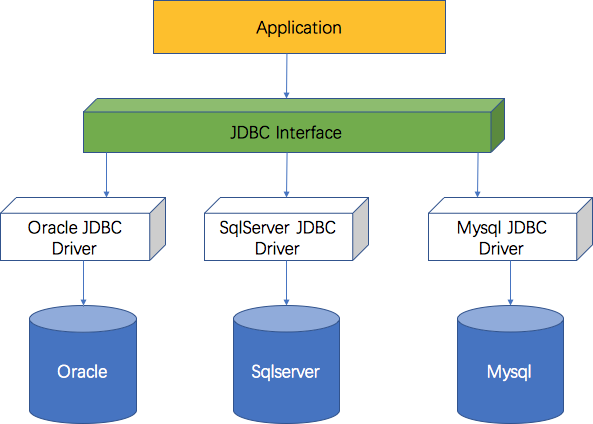 Application
JDBC Interface
Oracle JDBC
Driver
SqlServer JDBC
Driver
Mysql JDBC
Driver
Oracle
Sqlserver
Mysql